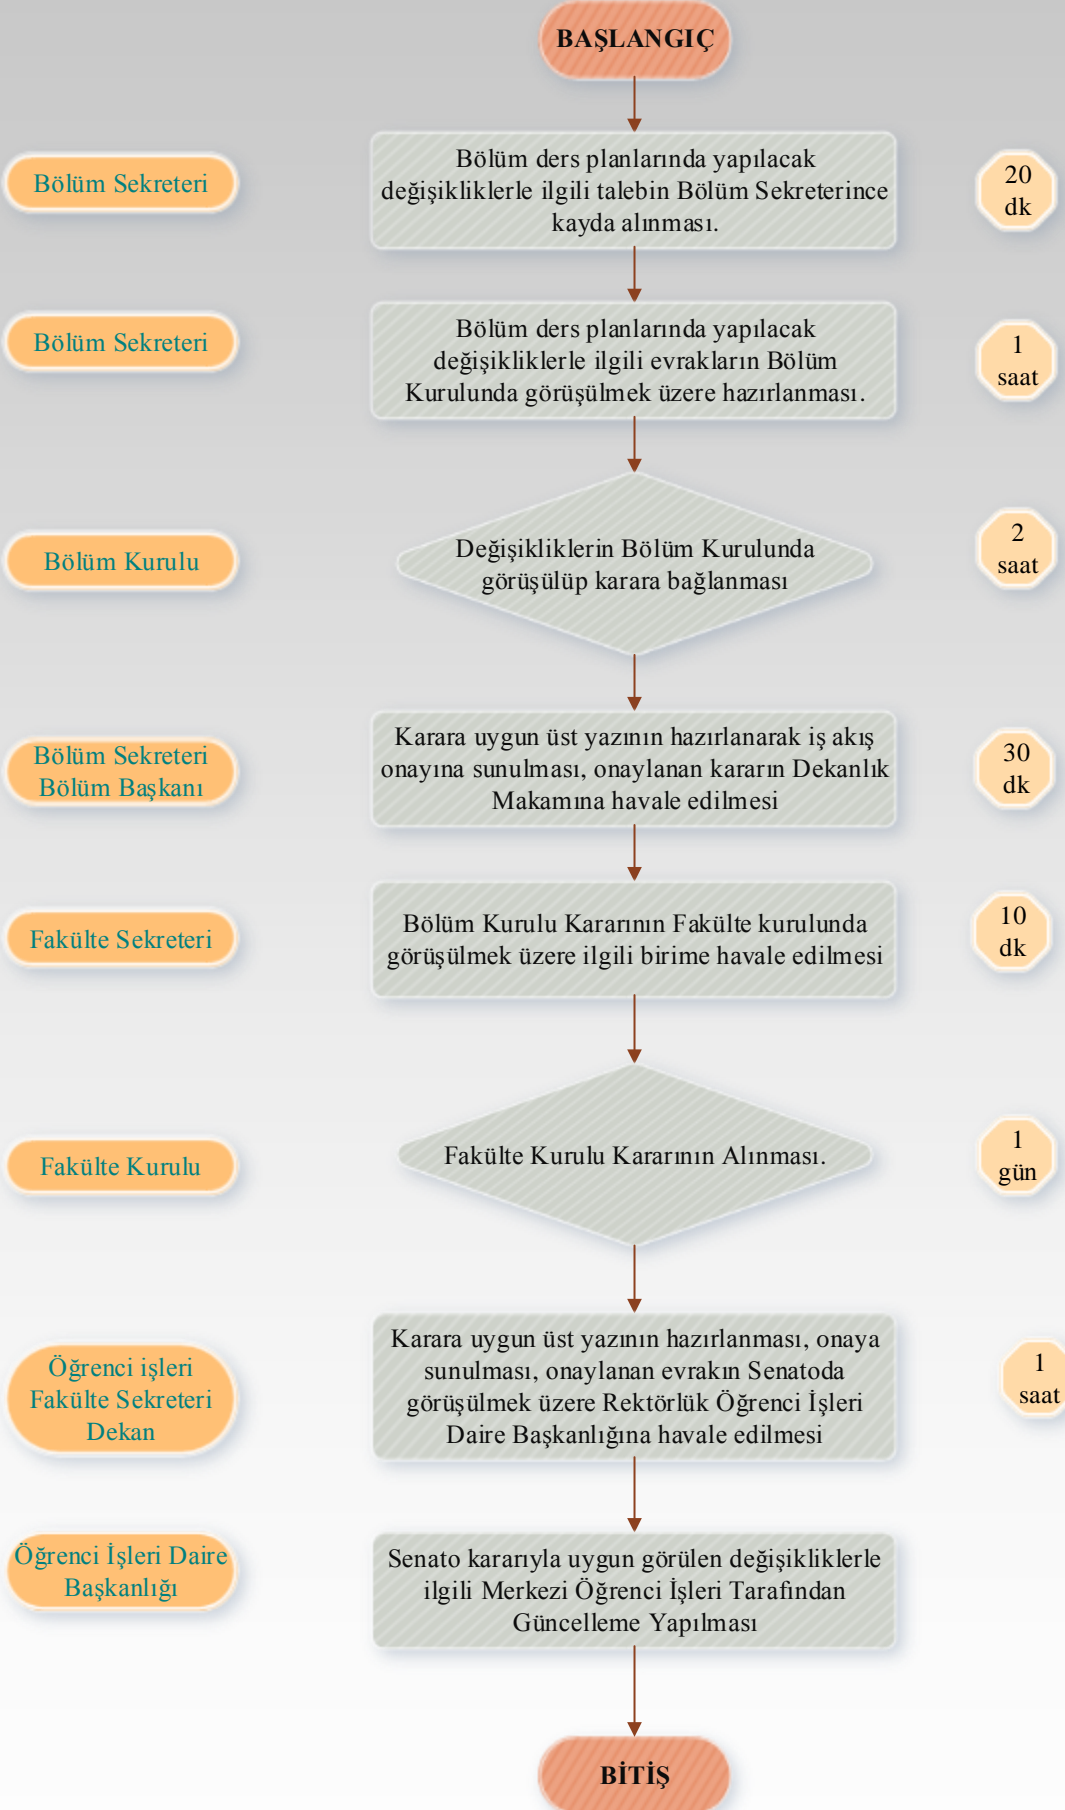 BAŞLANGIÇ
Bölüm Sekreteri
Bölüm ders planlarında yapılacak
değişikliklerle ilgili talebin Bölüm Sekreterince
kayda alınması.
20
dk
Bölüm Sekreteri
Bölüm ders planlarında yapılacak
değişikliklerle ilgili evrakların Bölüm
Kurulunda görüşülmek üzere hazırlanması.
1
saat
Bölüm Kurulu
Değişikliklerin Bölüm Kurulunda
görüşülüp karara bağlanması
2
saat
Bölüm Sekreteri
Bölüm Başkanı
Karara uygun üst yazının hazırlanarak iş akış
onayına sunulması, onaylanan kararın Dekanlık
Makamına havale edilmesi
30
dk
Fakülte Sekreteri
Bölüm Kurulu Kararının Fakülte kurulunda
görüşülmek üzere ilgili birime havale edilmesi
10
dk
Fakülte Kurulu
Fakülte Kurulu Kararının Alınması.
1
gün
Öğrenci işleri
Fakülte Sekreteri
Dekan
Karara uygun üst yazının hazırlanması, onaya
sunulması, onaylanan evrakın Senatoda
görüşülmek üzere Rektörlük Öğrenci İşleri
Daire Başkanlığına havale edilmesi
1
saat
Öğrenci İşleri Daire
Başkanlığı
Senato kararıyla uygun görülen değişikliklerle
ilgili Merkezi Öğrenci İşleri Tarafından
Güncelleme Yapılması
BİTİŞ